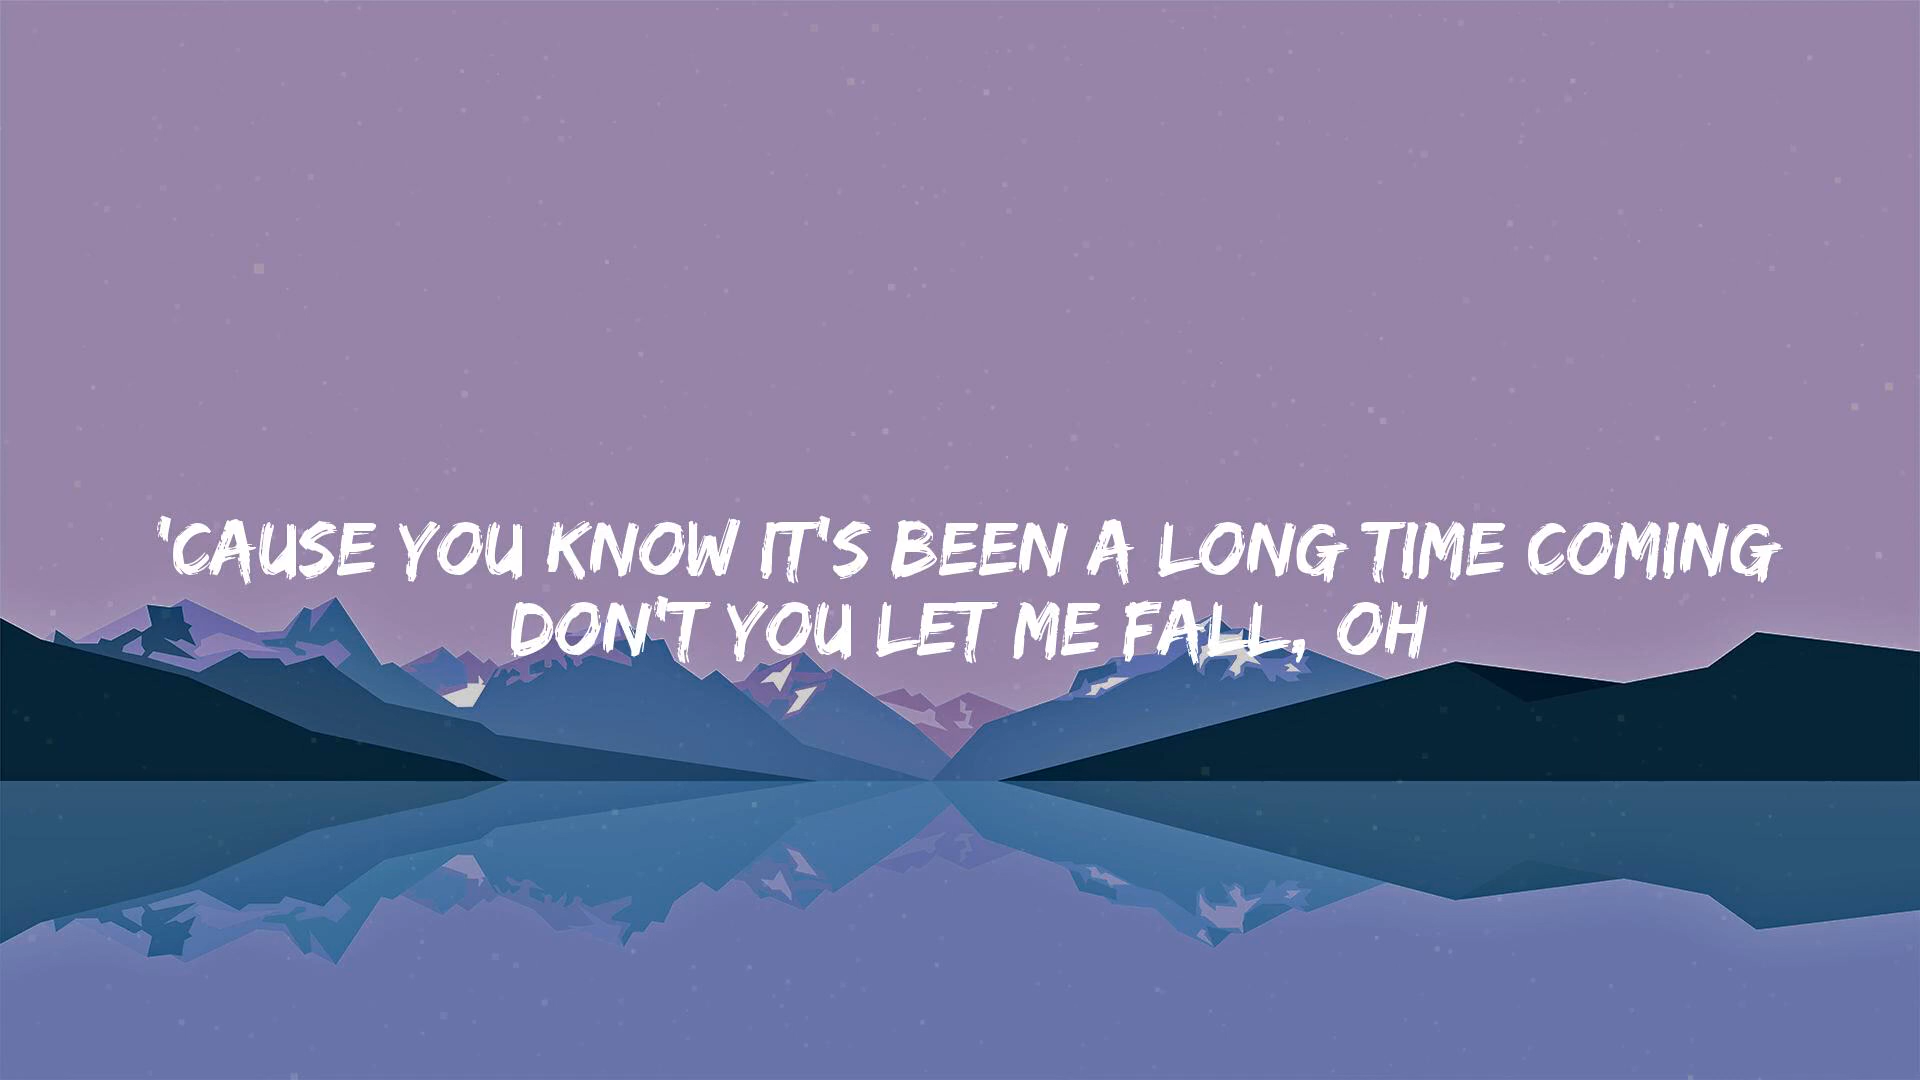 'CAUSE YOU KNOW IT'S BEEN A LONG TIME COMING
DON'T YOU LET ME FALL, OH